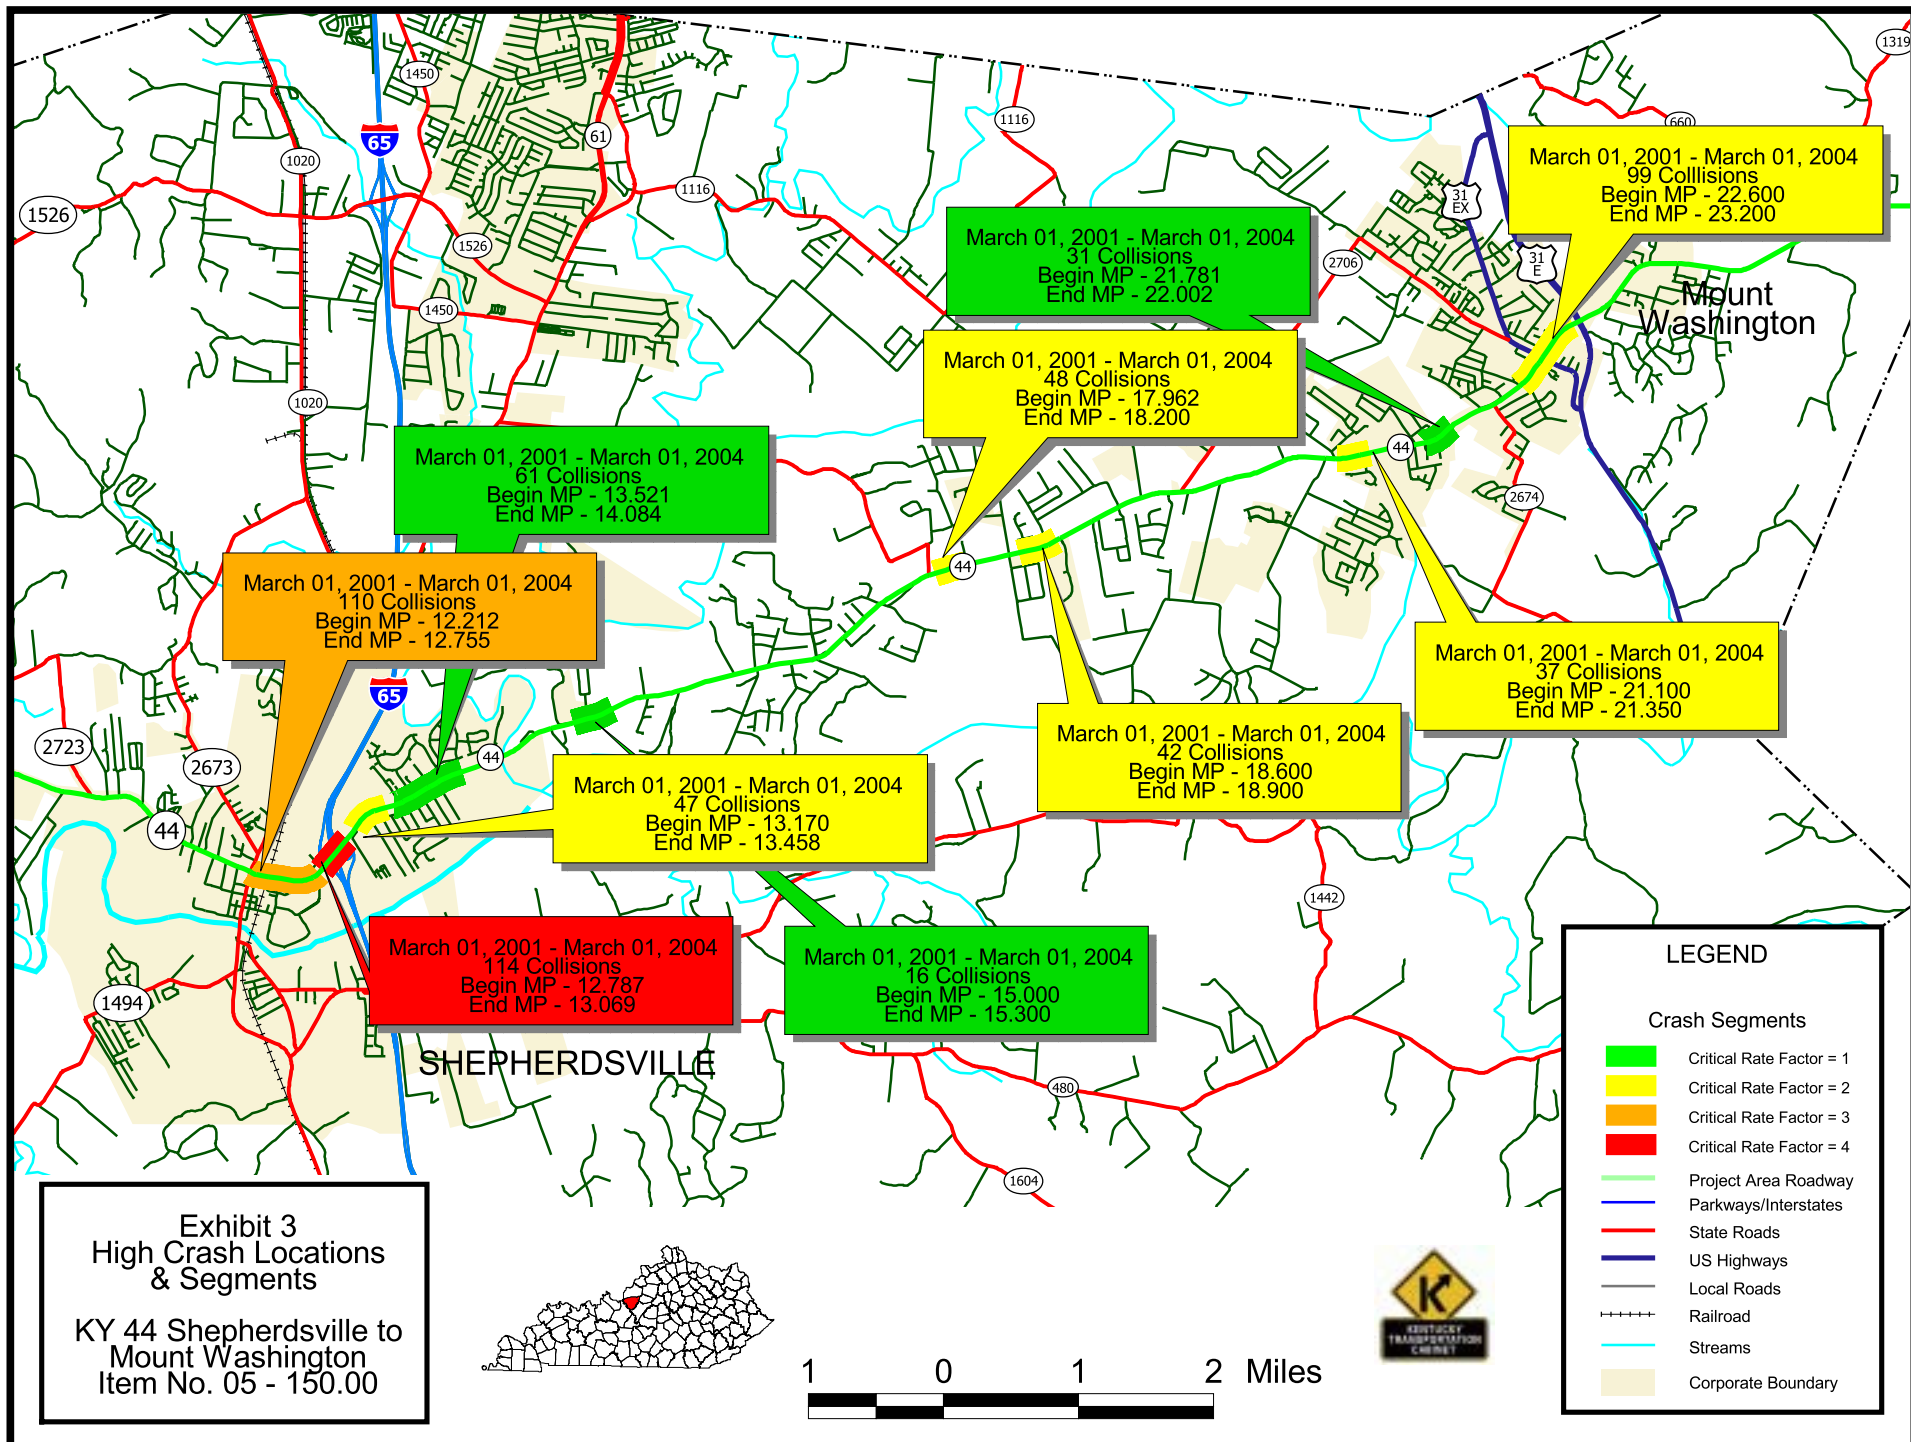 1450
61
1116
1319
660
65
1020
1526
1116
1526
31
EX
31
E
2706
1450
1020
March 01, 2001 - March 01, 2004
99 Colllisions
Begin MP - 22.600
End MP - 23.200
March 01, 2001 - March 01, 2004
31 Collisions
Begin MP - 21.781
End MP - 22.002
Mount
Washington
March 01, 2001 - March 01, 2004
48 Collisions
Begin MP - 17.962
End MP - 18.200
March 01, 2001 - March 01, 2004
61 Collisions
Begin MP - 13.521
End MP - 14.084
44
2674
44
March 01, 2001 - March 01, 2004
110 Collisions
Begin MP - 12.212
End MP - 12.755
March 01, 2001 - March 01, 2004
37 Collisions
Begin MP - 21.100
End MP - 21.350
65
2723
2673
44
44
March 01, 2001 - March 01, 2004
42 Collisions
Begin MP - 18.600
End MP - 18.900
March 01, 2001 - March 01, 2004
47 Collisions
Begin MP - 13.170
End MP - 13.458
1442
March 01, 2001 - March 01, 2004
114 Collisions
Begin MP - 12.787
End MP - 13.069
March 01, 2001 - March 01, 2004
16 Collisions
Begin MP - 15.000
End MP - 15.300
1494
SHEPHERDSVILLE
480
1604
LEGEND
Crash Segments
Critical Rate Factor = 1
Critical Rate Factor = 2
Critical Rate Factor = 3
Critical Rate Factor = 4
Project Area Roadway
Parkways/Interstates
State Roads
US Highways
Local Roads
Railroad
Streams
Corporate Boundary
Exhibit 3
High Crash Locations
& Segments
KY 44 Shepherdsville to
Mount Washington
Item No. 05 - 150.00
1 0 1 2 Miles
KENTUCKY
TRANSPORTATION
CABINET